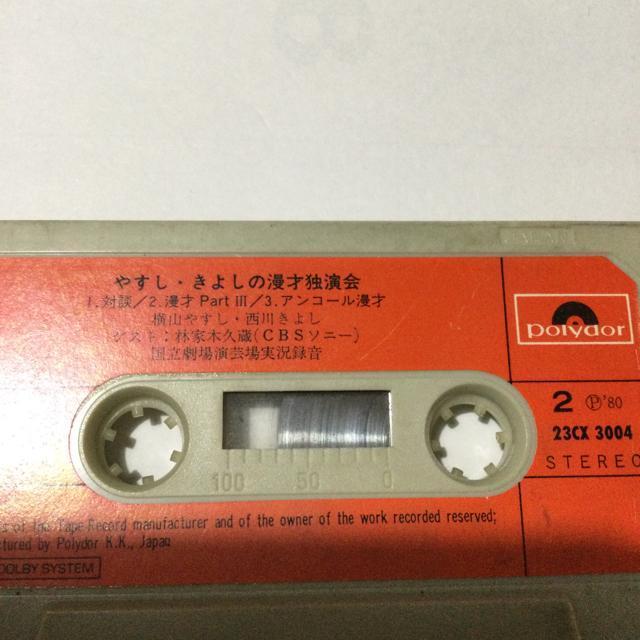 やすし・きよしの漫才独演会
1.対談/2.漫才 Part III/3.アンコール漫才
横山やすし・西川きよし
ゲスト:林家木久蔵(CBSソニー)
国立劇場演芸場実況録音
polydor
2 Ⓟ'80
23CX 3004
STEREO
100 50 0
of the Tape Record manufacturer and of the owner of the work recorded reserved;
by Polydor K.K., Japan
DOLBY SYSTEM